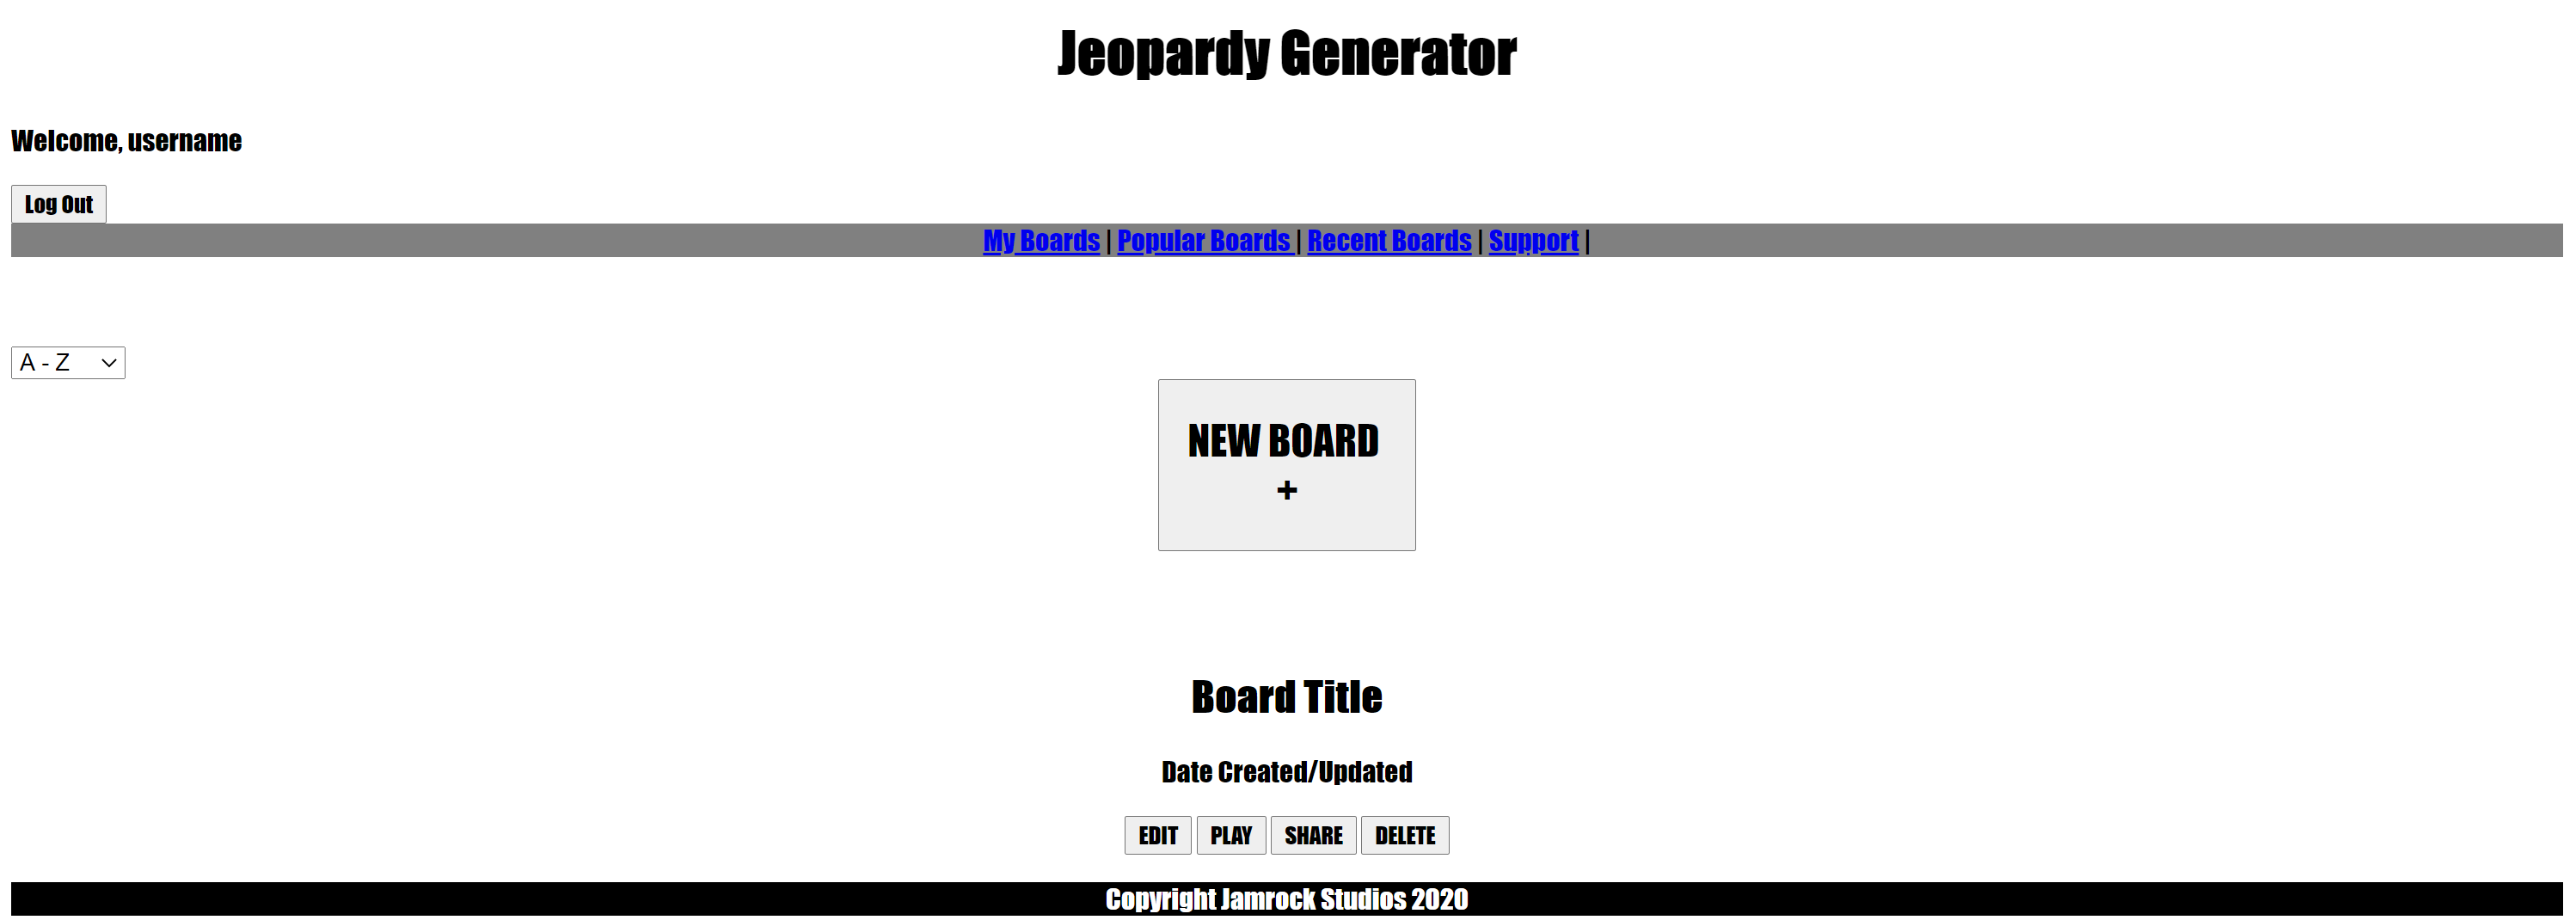 Jeopardy Generator
Welcome, username
Log Out
My Boards | Popular Boards | Recent Boards | Support |
A - Z
NEW BOARD
+
Board Title
Date Created/Updated
EDIT PLAY SHARE DELETE
Copyright Jamrock Studios 2020